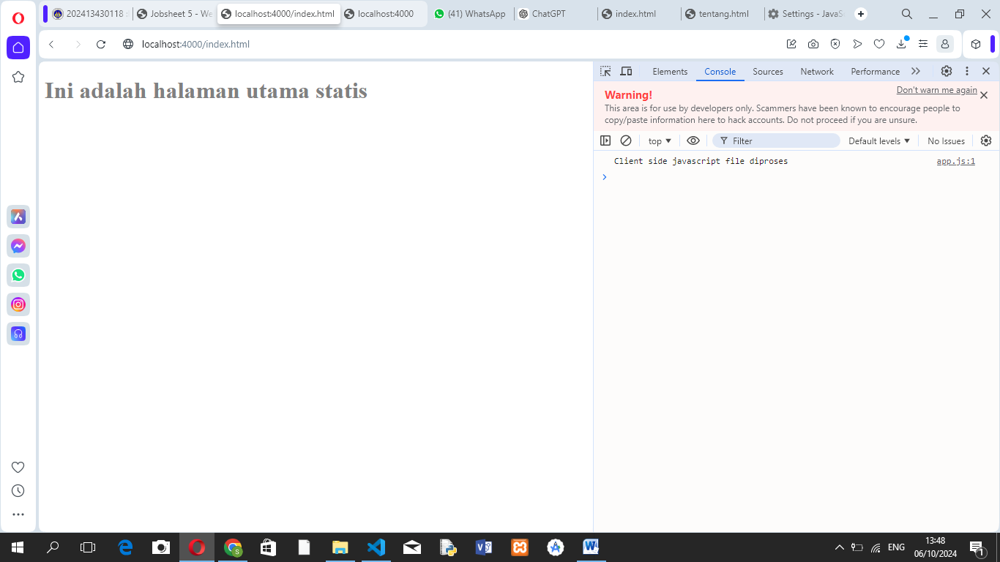 202413430118
Jobsheet 5 - We
localhost:4000/index.html
localhost:4000
(41) WhatsApp
ChatGPT
index.html
tentang.html
Settings - JavaSc
localhost:4000/index.html
Ini adalah halaman utama statis
Elements
Console
Sources
Network
Performance
Warning!
Don't warn me again
This area is for use by developers only. Scammers have been known to encourage people to
copy/paste information here to hack accounts. Do not proceed if you are unsure.
top
Filter
Default levels
No Issues
Client side javascript file diproses
app.js:1
ENG
13:48
06/10/2024
1